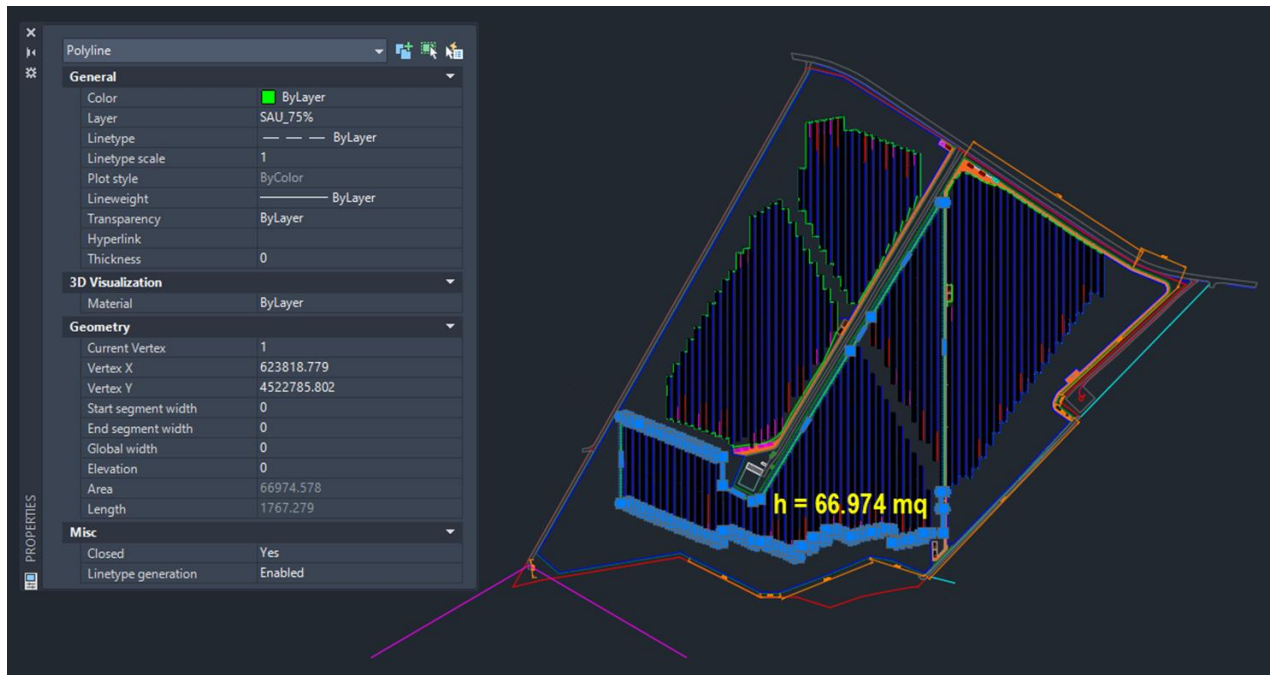 Polyline
General
Color ByLayer
Layer SAU_75%
Linetype ByLayer
Linetype scale 1
Plot style ByColor
Lineweight ByLayer
Transparency ByLayer
Hyperlink
Thickness 0
3D Visualization
Material ByLayer
Geometry
Current Vertex 1
Vertex X 623818.779
Vertex Y 4522785.802
Start segment width 0
End segment width 0
Global width 0
Elevation 0
Area 66974.578
Length 1767.279
Misc
Closed Yes
Linetype generation Enabled
PROPERTIES
h = 66.974 mq